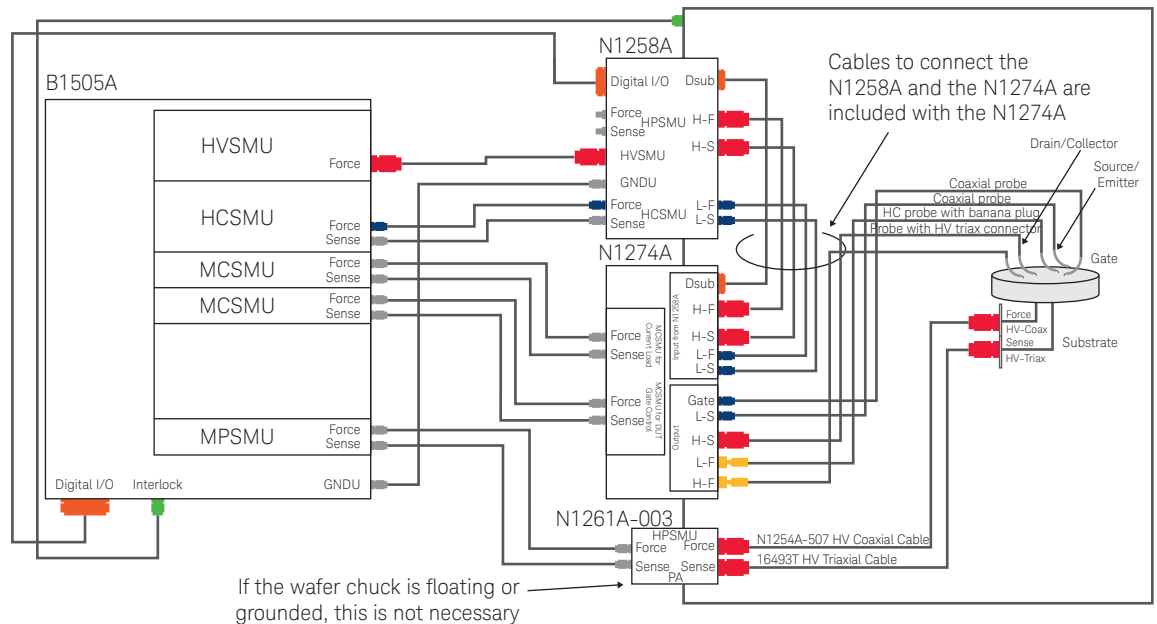 B1505A
HVSMU
Force
HCSMU
Force
Sense
MCSMU
Force
Sense
MCSMU
Force
Sense
MPSMU
Force
Sense
Digital I/O
Interlock
GNDU
N1258A
Digital I/O
Dsub
Force
HPSMU
Sense
H-F
H-S
HVSMU
GNDU
Force
HCSMU
Sense
L-F
L-S
N1274A
Dsub
Input from N1258A
H-F
H-S
L-F
L-S
Force
Sense
MCSMU for
Current Load
Force
Sense
MCSMU for DUT
Gate Control
Output
Gate
L-S
H-S
L-F
H-F
N1261A-003
HPSMU
Force
Force
Sense
Sense
PA
N1254A-507 HV Coaxial Cable
16493T HV Triaxial Cable
If the wafer chuck is floating or
grounded, this is not necessary
Cables to connect the
N1258A and the N1274A are
included with the N1274A
Drain/Collector
Source/
Emitter
Coaxial probe
Coaxial probe
HC probe with banana plug
Probe with HV triax connector
Gate
Force
HV-Coax
Sense
HV-Triax
Substrate